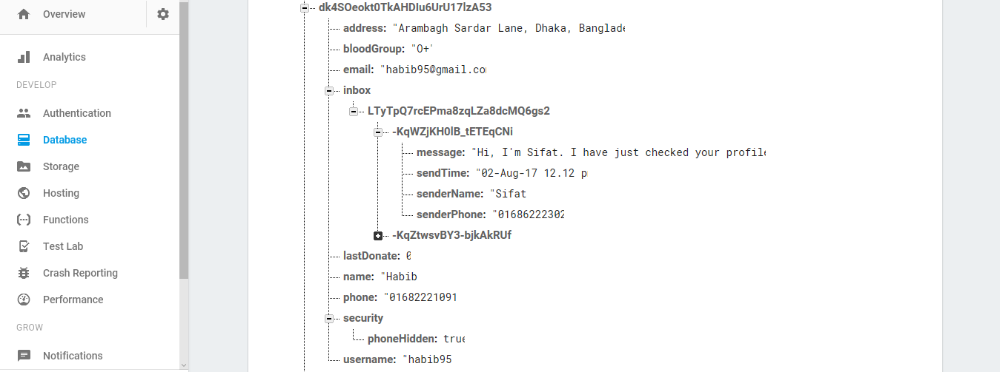 Overview
Analytics
DEVELOP
Authentication
Database
Storage
Hosting
Functions
Test Lab
Crash Reporting
Performance
GROW
Notifications
dk4SOeokt0TkAHDlu6UrU17lzA53
address: "Arambagh Sardar Lane, Dhaka, Banglade
bloodGroup: "O+"
email: "habib95@gmail.co
inbox
LTyTpQ7rcEPma8zqLZa8dcMQ6gs2
-KqWZjKH0lB_tETEqCNi
message: "Hi, I'm Sifat. I have just checked your profile
sendTime: "02-Aug-17 12.12 p
senderName: "Sifat
senderPhone: "01686222302
-KqZtwsvBY3-bjkAkRUf
lastDonate: 0
name: "Habib
phone: "01682221091
security
phoneHidden: true
username: "habib95